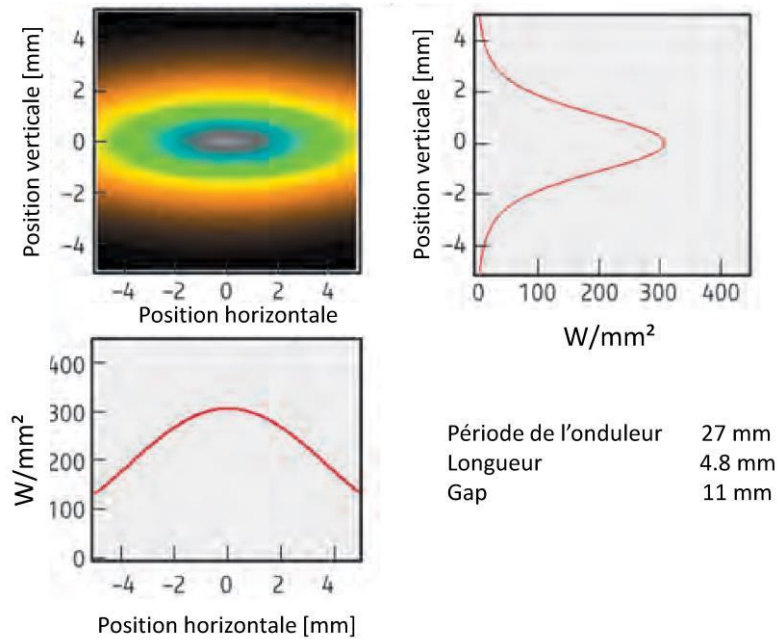 Position verticale [mm]
4
2
0
−2
−4
−4 −2 0 2 4
Position horizontale
Position verticale [mm]
4
2
0
−2
−4
0 100 200 300 400
W/mm²
W/mm²
400
300
200
100
0
−4 −2 0 2 4
Position horizontale [mm]
Période de l’onduleur 27 mm
Longueur 4.8 mm
Gap 11 mm